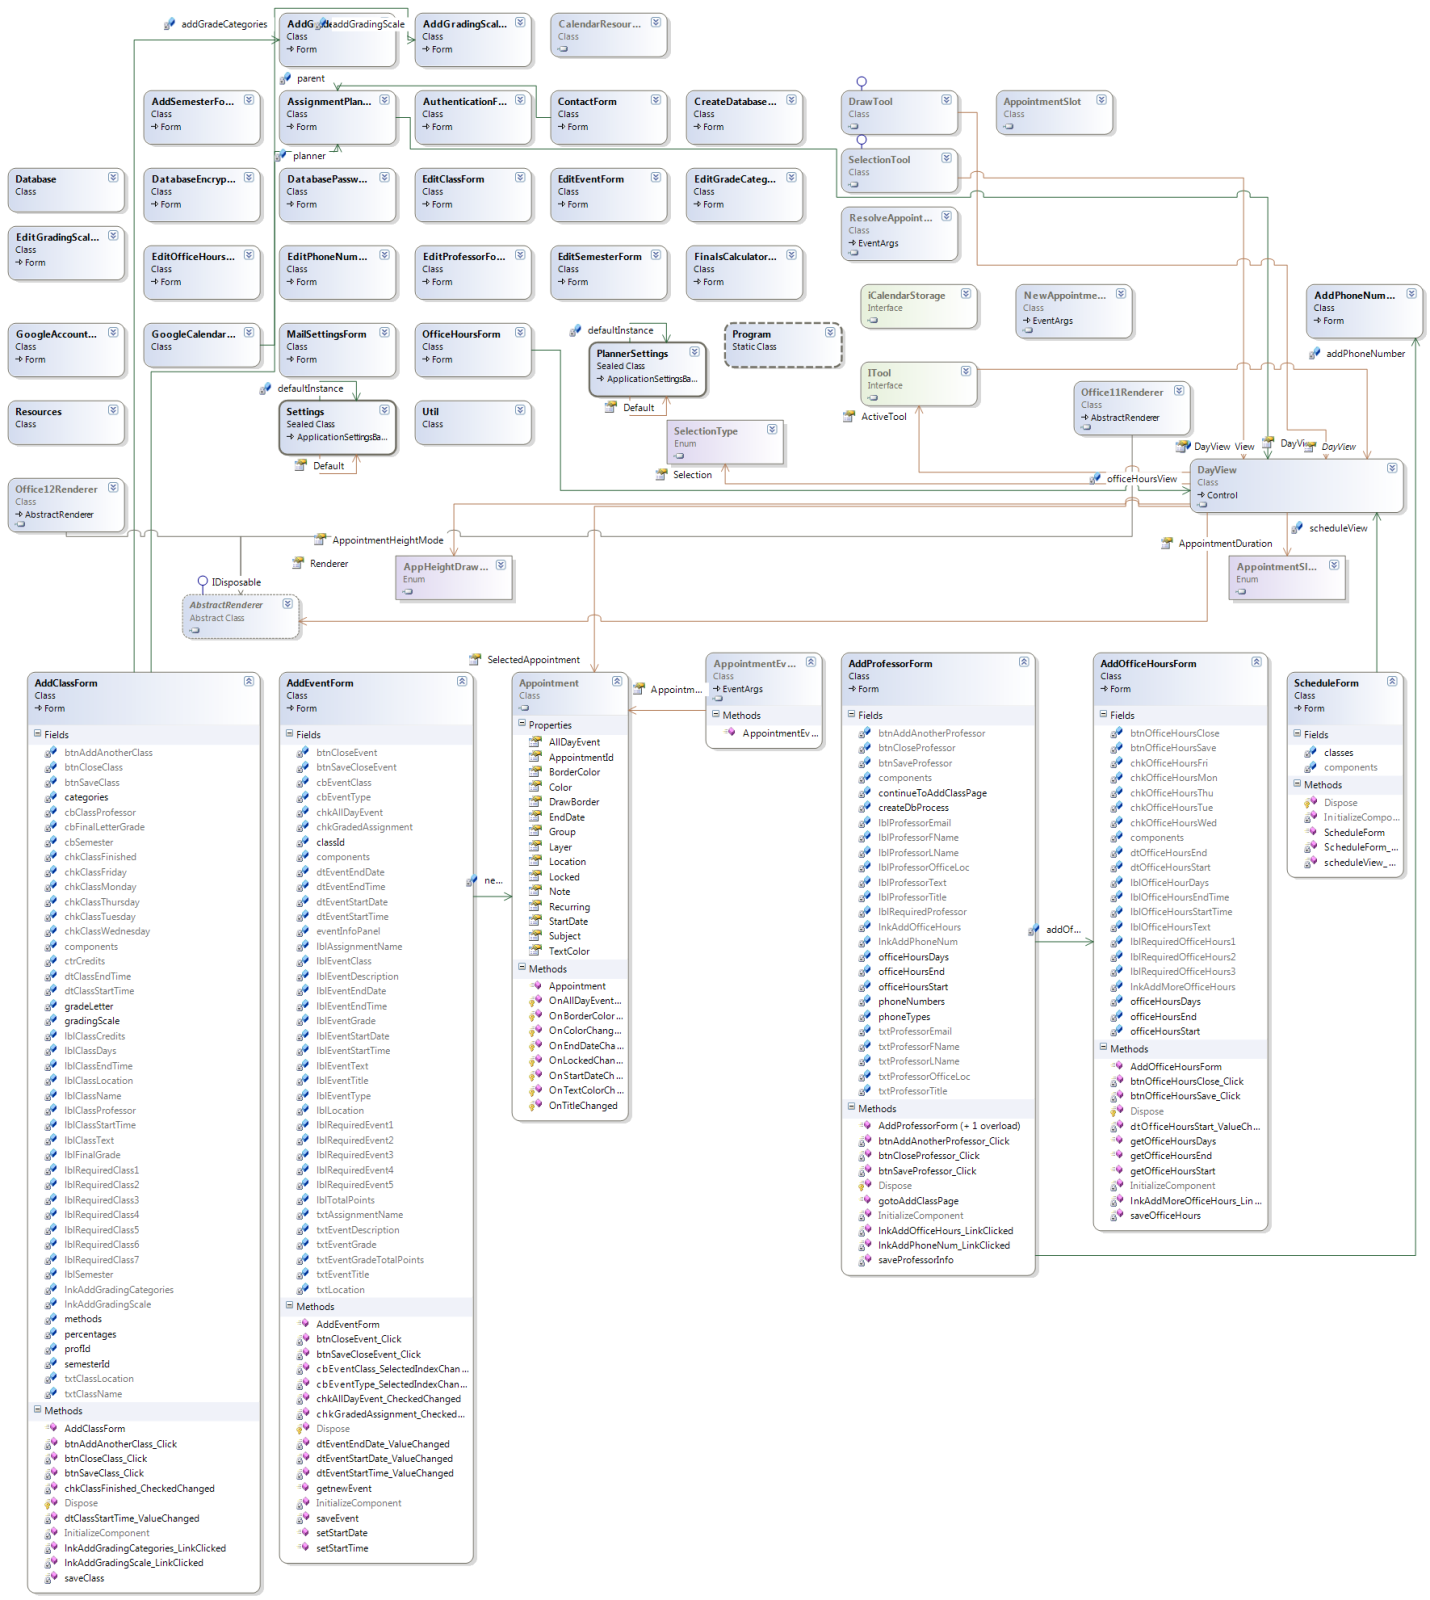 addGradeCategories
addGradingScale
AddGradingScal...
Class
Form
Class
Form
CalendarResour...
Class
parent
AddSemesterFo...
Class
Form
AssignmentPlan...
Class
Form
AuthenticationF...
Class
Form
ContactForm
Class
Form
CreateDatabase...
Class
Form
DrawTool
Class
AppointmentSlot
Class
planner
SelectionTool
Class
Database
Class
DatabaseEncryp...
Class
Form
DatabasePassw...
Class
Form
EditClassForm
Class
Form
EditEventForm
Class
Form
EditGradeCateg...
Class
Form
ResolveAppoint...
Class
EventArgs
EditGradingScal...
Class
Form
EditOfficeHours...
Class
Form
EditPhoneNum...
Class
Form
EditProfessorFo...
Class
Form
EditSemesterForm
Class
Form
FinalsCalculator...
Class
Form
iCalendarStorage
Interface
NewAppointme...
Class
EventArgs
AddPhoneNum...
Class
Form
GoogleAccount...
Class
Form
GoogleCalendar...
Class
MailSettingsForm
Class
Form
OfficeHoursForm
Class
Form
defaultInstance
PlannerSettings
Sealed Class
ApplicationSettingsBa...
Default
Program
Static Class
addPhoneNumber
ITool
Interface
ActiveTool
Office11Renderer
Class
AbstractRenderer
defaultInstance
Resources
Class
Settings
Sealed Class
ApplicationSettingsBa...
Default
Util
Class
SelectionType
Enum
Selection
DayView
View
DayView
officeHoursView
DayView
Class
Control
Office12Renderer
Class
AbstractRenderer
scheduleView
AppointmentHeightMode
AppointmentDuration
Renderer
AppHeightDraw...
Enum
AppointmentSl...
Enum
IDisposable
AbstractRenderer
Abstract Class
SelectedAppointment
AddClassForm
Class
Form
Fields
btnAddAnotherClass
btnCloseClass
btnSaveClass
categories
cbClassProfessor
cbFinalLetterGrade
cbSemester
chkClassFinished
chkClassFriday
chkClassMonday
chkClassThursday
chkClassTuesday
chkClassWednesday
components
ctrCredits
dtClassEndTime
dtClassStartTime
gradeLetter
gradingScale
lblClassCredits
lblClassDays
lblClassEndTime
lblClassLocation
lblClassName
lblClassProfessor
lblClassStartTime
lblClassText
lblFinalGrade
lblRequiredClass1
lblRequiredClass2
lblRequiredClass3
lblRequiredClass4
lblRequiredClass5
lblRequiredClass6
lblRequiredClass7
lblSemester
lnkAddGradingCategories
lnkAddGradingScale
methods
percentages
profId
semesterId
txtClassLocation
txtClassName
Methods
AddClassForm
btnAddAnotherClass_Click
btnCloseClass_Click
btnSaveClass_Click
chkClassFinished_CheckedChanged
Dispose
dtClassStartTime_ValueChanged
InitializeComponent
lnkAddGradingCategories_LinkClicked
lnkAddGradingScale_LinkClicked
saveClass
AddEventForm
Class
Form
Fields
btnCloseEvent
btnSaveCloseEvent
cbEventClass
cbEventType
chkAllDayEvent
chkGradedAssignment
classId
components
dtEventEndDate
dtEventEndTime
dtEventStartDate
dtEventStartTime
eventInfoPanel
lblAssignmentName
lblEventClass
lblEventDescription
lblEventEndDate
lblEventEndTime
lblEventGrade
lblEventStartDate
lblEventStartTime
lblEventText
lblEventTitle
lblEventType
lblLocation
lblRequiredEvent1
lblRequiredEvent2
lblRequiredEvent3
lblRequiredEvent4
lblRequiredEvent5
lblTotalPoints
txtAssignmentName
txtEventDescription
txtEventGrade
txtEventGradeTotalPoints
txtEventTitle
txtLocation
Methods
AddEventForm
btnCloseEvent_Click
btnSaveCloseEvent_Click
cbEventClass_SelectedIndexChan...
cbEventType_SelectedIndexChan...
chkAllDayEvent_CheckedChanged
chkGradedAssignment_Checked...
Dispose
dtEventEndDate_ValueChanged
dtEventStartDate_ValueChanged
dtEventStartTime_ValueChanged
getnewEvent
InitializeComponent
saveEvent
setStartDate
setStartTime
ne...
Appointment
Class
Properties
AllDayEvent
AppointmentId
BorderColor
Color
DrawBorder
EndDate
Group
Layer
Location
Locked
Note
Recurring
StartDate
Subject
TextColor
Methods
Appointment
OnAllDayEvent...
OnBorderColor...
OnColorChang...
OnEndDateCha...
OnLockedChan...
OnStartDateCh...
OnTextColorCh...
OnTitleChanged
Appointm...
AppointmentEv...
Class
EventArgs
Methods
AppointmentEv...
AddProfessorForm
Class
Form
Fields
btnAddAnotherProfessor
btnCloseProfessor
btnSaveProfessor
components
continueToAddClassPage
createDbProcess
lblProfessorEmail
lblProfessorFName
lblProfessorLName
lblProfessorOfficeLoc
lblProfessorText
lblProfessorTitle
lblRequiredProfessor
lnkAddOfficeHours
lnkAddPhoneNum
officeHoursDays
officeHoursEnd
officeHoursStart
phoneNumbers
phoneTypes
txtProfessorEmail
txtProfessorFName
txtProfessorLName
txtProfessorOfficeLoc
txtProfessorTitle
Methods
AddProfessorForm (+ 1 overload)
btnAddAnotherProfessor_Click
btnCloseProfessor_Click
btnSaveProfessor_Click
Dispose
gotoAddClassPage
InitializeComponent
lnkAddOfficeHours_LinkClicked
lnkAddPhoneNum_LinkClicked
saveProfessorInfo
addOf...
AddOfficeHoursForm
Class
Form
Fields
btnOfficeHoursClose
btnOfficeHoursSave
chkOfficeHoursFri
chkOfficeHoursMon
chkOfficeHoursThu
chkOfficeHoursTue
chkOfficeHoursWed
components
dtOfficeHoursEnd
dtOfficeHoursStart
lblOfficeHourDays
lblOfficeHoursEndTime
lblOfficeHoursStartTime
lblOfficeHoursText
lblRequiredOfficeHours1
lblRequiredOfficeHours2
lblRequiredOfficeHours3
lnkAddMoreOfficeHours
officeHoursDays
officeHoursEnd
officeHoursStart
Methods
AddOfficeHoursForm
btnOfficeHoursClose_Click
btnOfficeHoursSave_Click
Dispose
dtOfficeHoursStart_ValueCh...
getOfficeHoursDays
getOfficeHoursEnd
getOfficeHoursStart
InitializeComponent
lnkAddMoreOfficeHours_Lin...
saveOfficeHours
ScheduleForm
Class
Form
Fields
classes
components
Methods
Dispose
InitializeCompo...
ScheduleForm
ScheduleForm_...
scheduleView_...